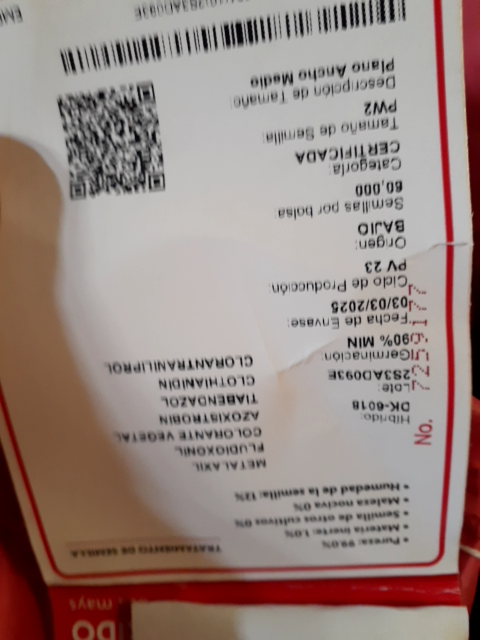 mays
TRATAMIENTO DE SEMILLA
• Pureza: 99.0%
• Materia inerte: 1.0%
• Semilla de otros cultivos 0%
• Maleza nociva 0%
• Humedad de la semilla: 13%
METALAXIL
FLUDIOXONIL
COLORANTE VEGETAL
AZOXISTROBIN
TIABENDAZOL
CLOTHIANIDIN
CLORANTRANILIPROL
No.
Híbrido:
DK-6018
Lote:
2S3AD093E
Germinación:
90% MIN
Fecha de Envase:
03/03/2025
Ciclo de Producción:
PV 23
Origen:
BAJIO
Semillas por bolsa:
60,000
Categoría:
CERTIFICADA
Tamaño de Semilla:
PW2
Descripción de Tamaño:
Plano Ancho Medio